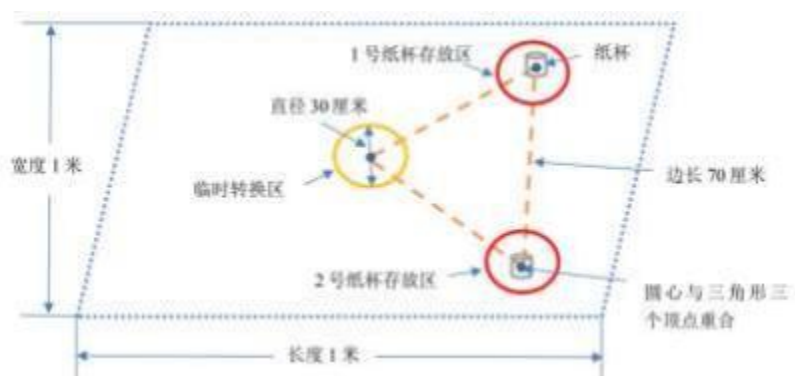 1号纸杯存放区
纸杯
直径30厘米
宽度1米
临时转换区
边长70厘米
2号纸杯存放区
圆心与三角形三
个顶点重合
长度1米